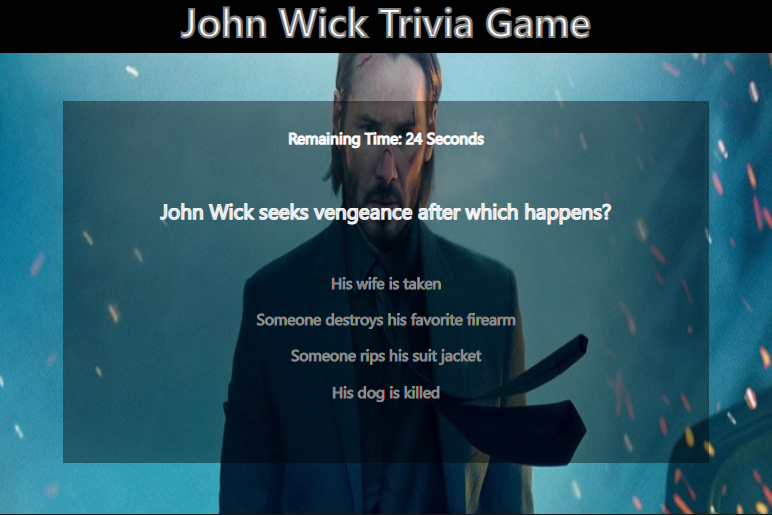 John Wick Trivia Game
Remaining Time: 24 Seconds
John Wick seeks vengeance after which happens?
His wife is taken
Someone destroys his favorite firearm
Someone rips his suit jacket
His dog is killed